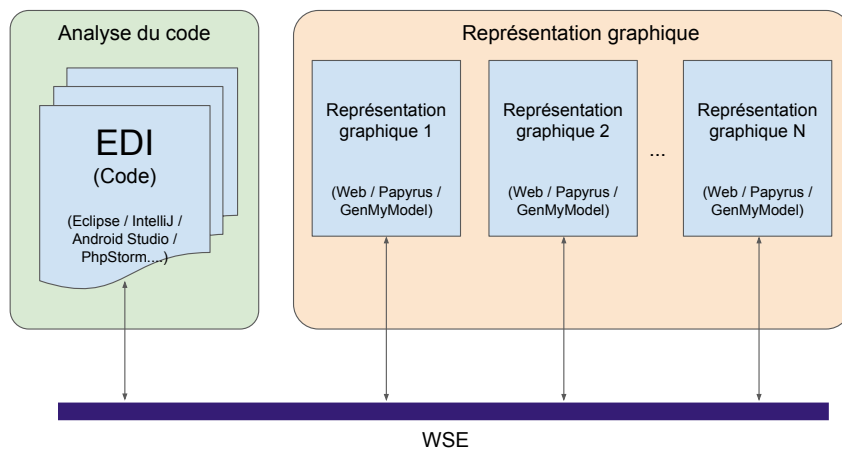 Analyse du code
EDI
(Code)
(Eclipse / IntelliJ /
Android Studio /
PhpStorm....)
Représentation graphique
Représentation
graphique 1
(Web / Papyrus /
GenMyModel)
Représentation
graphique 2
(Web / Papyrus /
GenMyModel)
...
Représentation
graphique N
(Web / Papyrus /
GenMyModel)
WSE